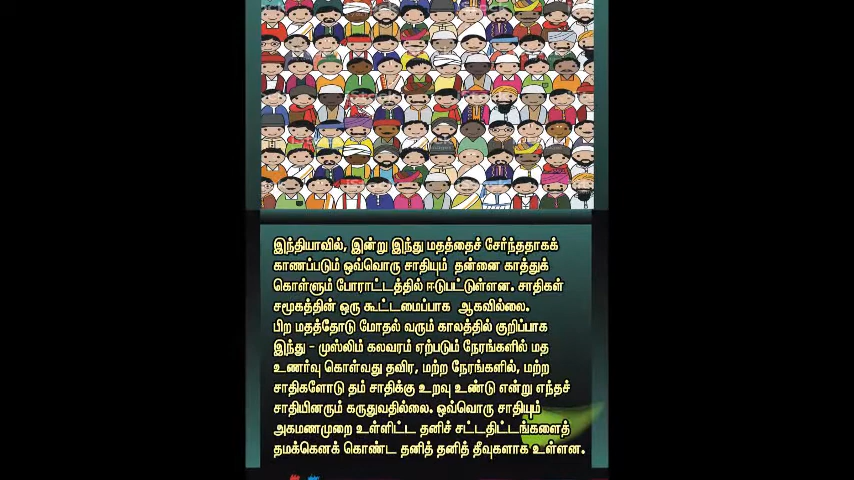 இந்தியாவில், இன்று இந்து மதத்தைச் சேர்ந்ததாகக்
காணப்படும் ஒவ்வொரு சாதியும் தன்னை காத்துக்
கொள்ளும் போராட்டத்தில் ஈடுபட்டுள்ளன. சாதிகள்
சமூகத்தின் ஒரு கூட்டமைப்பாக ஆகவில்லை.
பிற மதத்தோடு மோதல் வரும் காலத்தில் குறிப்பாக
இந்து - முஸ்லிம் கலவரம் ஏற்படும் நேரங்களில் மத
உணர்வு கொள்வது தவிர, மற்ற நேரங்களில், மற்ற
சாதிகளோடு தம் சாதிக்கு உறவு உண்டு என்று எந்தச்
சாதியினரும் கருதுவதில்லை. ஒவ்வொரு சாதியும்
அகமணமுறை உள்ளிட்ட தனிச் சட்டதிட்டங்களைத்
தமக்கெனக் கொண்ட தனித் தனித் தீவுகளாக உள்ளன.